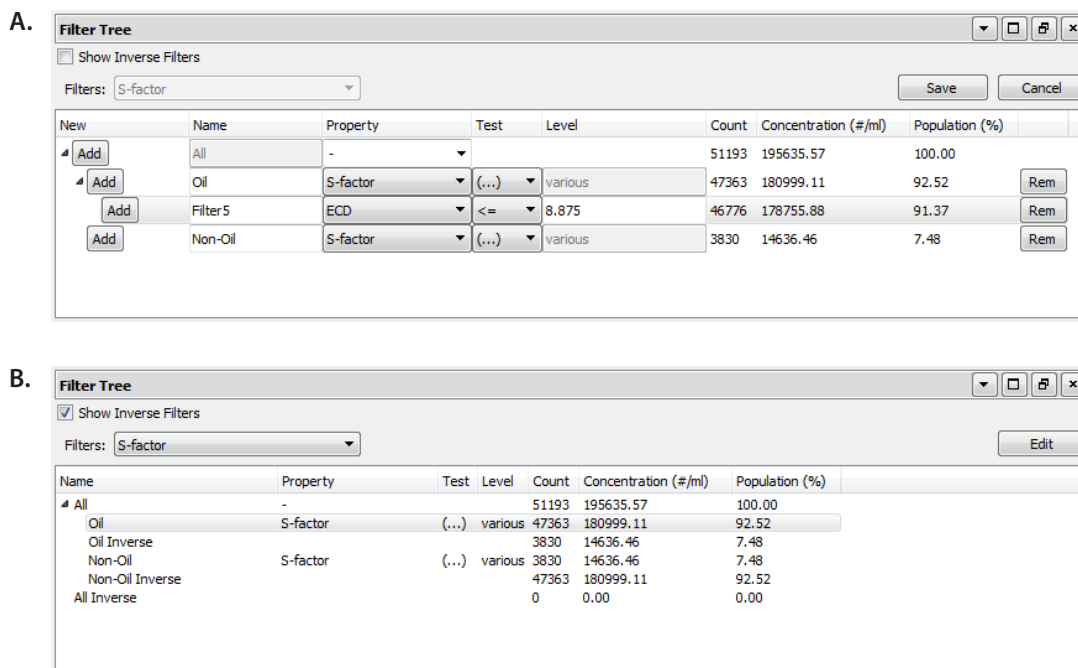 A.
Filter Tree
Show Inverse Filters
Filters: S-factor Save Cancel
New Name Property Test Level Count Concentration (#/ml) Population (%)
Add All - 51193 195635.57 100.00
Add Oil S-factor (...) various 47363 180999.11 92.52 Rem
Add Filter5 ECD <= 8.875 46776 178755.88 91.37 Rem
Add Non-Oil S-factor (...) various 3830 14636.46 7.48 Rem
B.
Filter Tree
Show Inverse Filters
Filters: S-factor Edit
Name Property Test Level Count Concentration (#/ml) Population (%)
All - 51193 195635.57 100.00
Oil S-factor (...) various 47363 180999.11 92.52
Oil Inverse 3830 14636.46 7.48
Non-Oil S-factor (...) various 3830 14636.46 7.48
Non-Oil Inverse 47363 180999.11 92.52
All Inverse 0 0.00 0.00